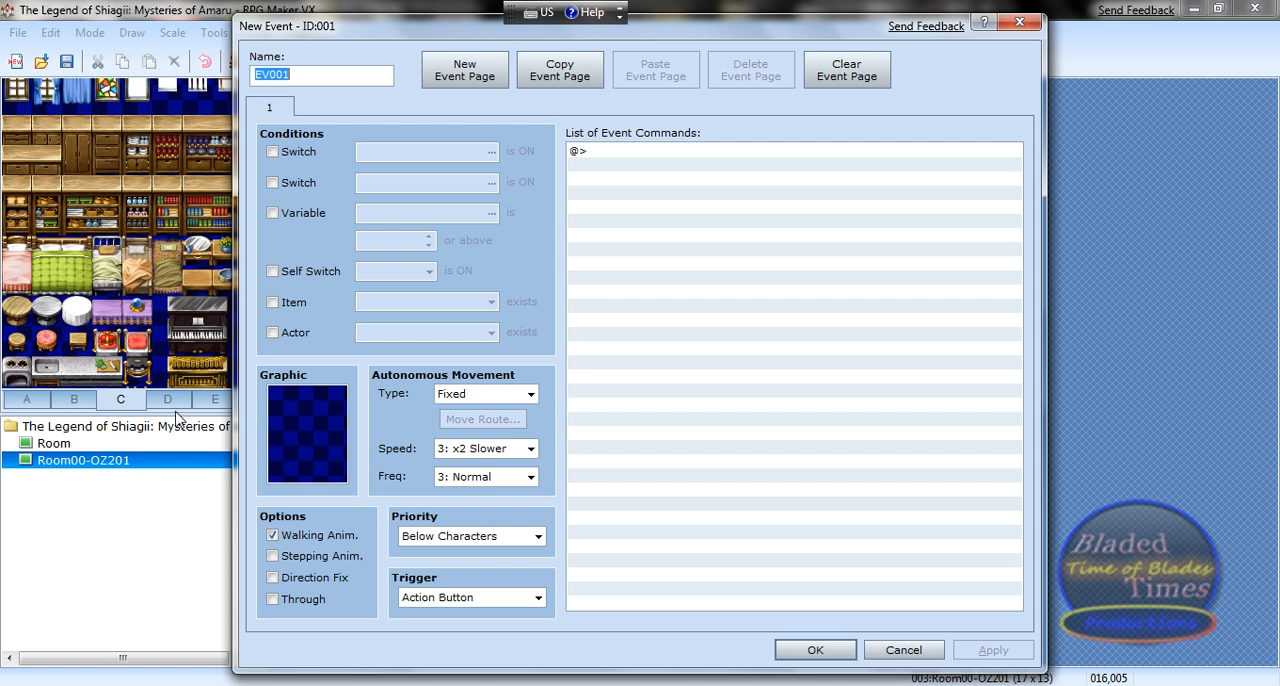 The Legend of Shiagii: Mysteries of Amaru - RPG Maker VX
US Help
Send Feedback
File Edit Mode Draw Scale Tools
New Event - ID:001
Send Feedback
Name:
EV001
New Event Page
Copy Event Page
Paste Event Page
Delete Event Page
Clear Event Page
1
Conditions
Switch ... is ON
Switch ... is ON
Variable ... is
or above
Self Switch is ON
Item exists
Actor exists
List of Event Commands:
@>
Graphic
Autonomous Movement
Type: Fixed
Move Route...
Speed: 3: x2 Slower
Freq: 3: Normal
Options
Walking Anim.
Stepping Anim.
Direction Fix
Through
Priority
Below Characters
Trigger
Action Button
OK Cancel Apply
A B C D E
The Legend of Shiagii: Mysteries of
Room
Room00-OZ201
Bladed
Time of Blades
Times
Productions
003:Room00-OZ201 (17 x 13) 016,005